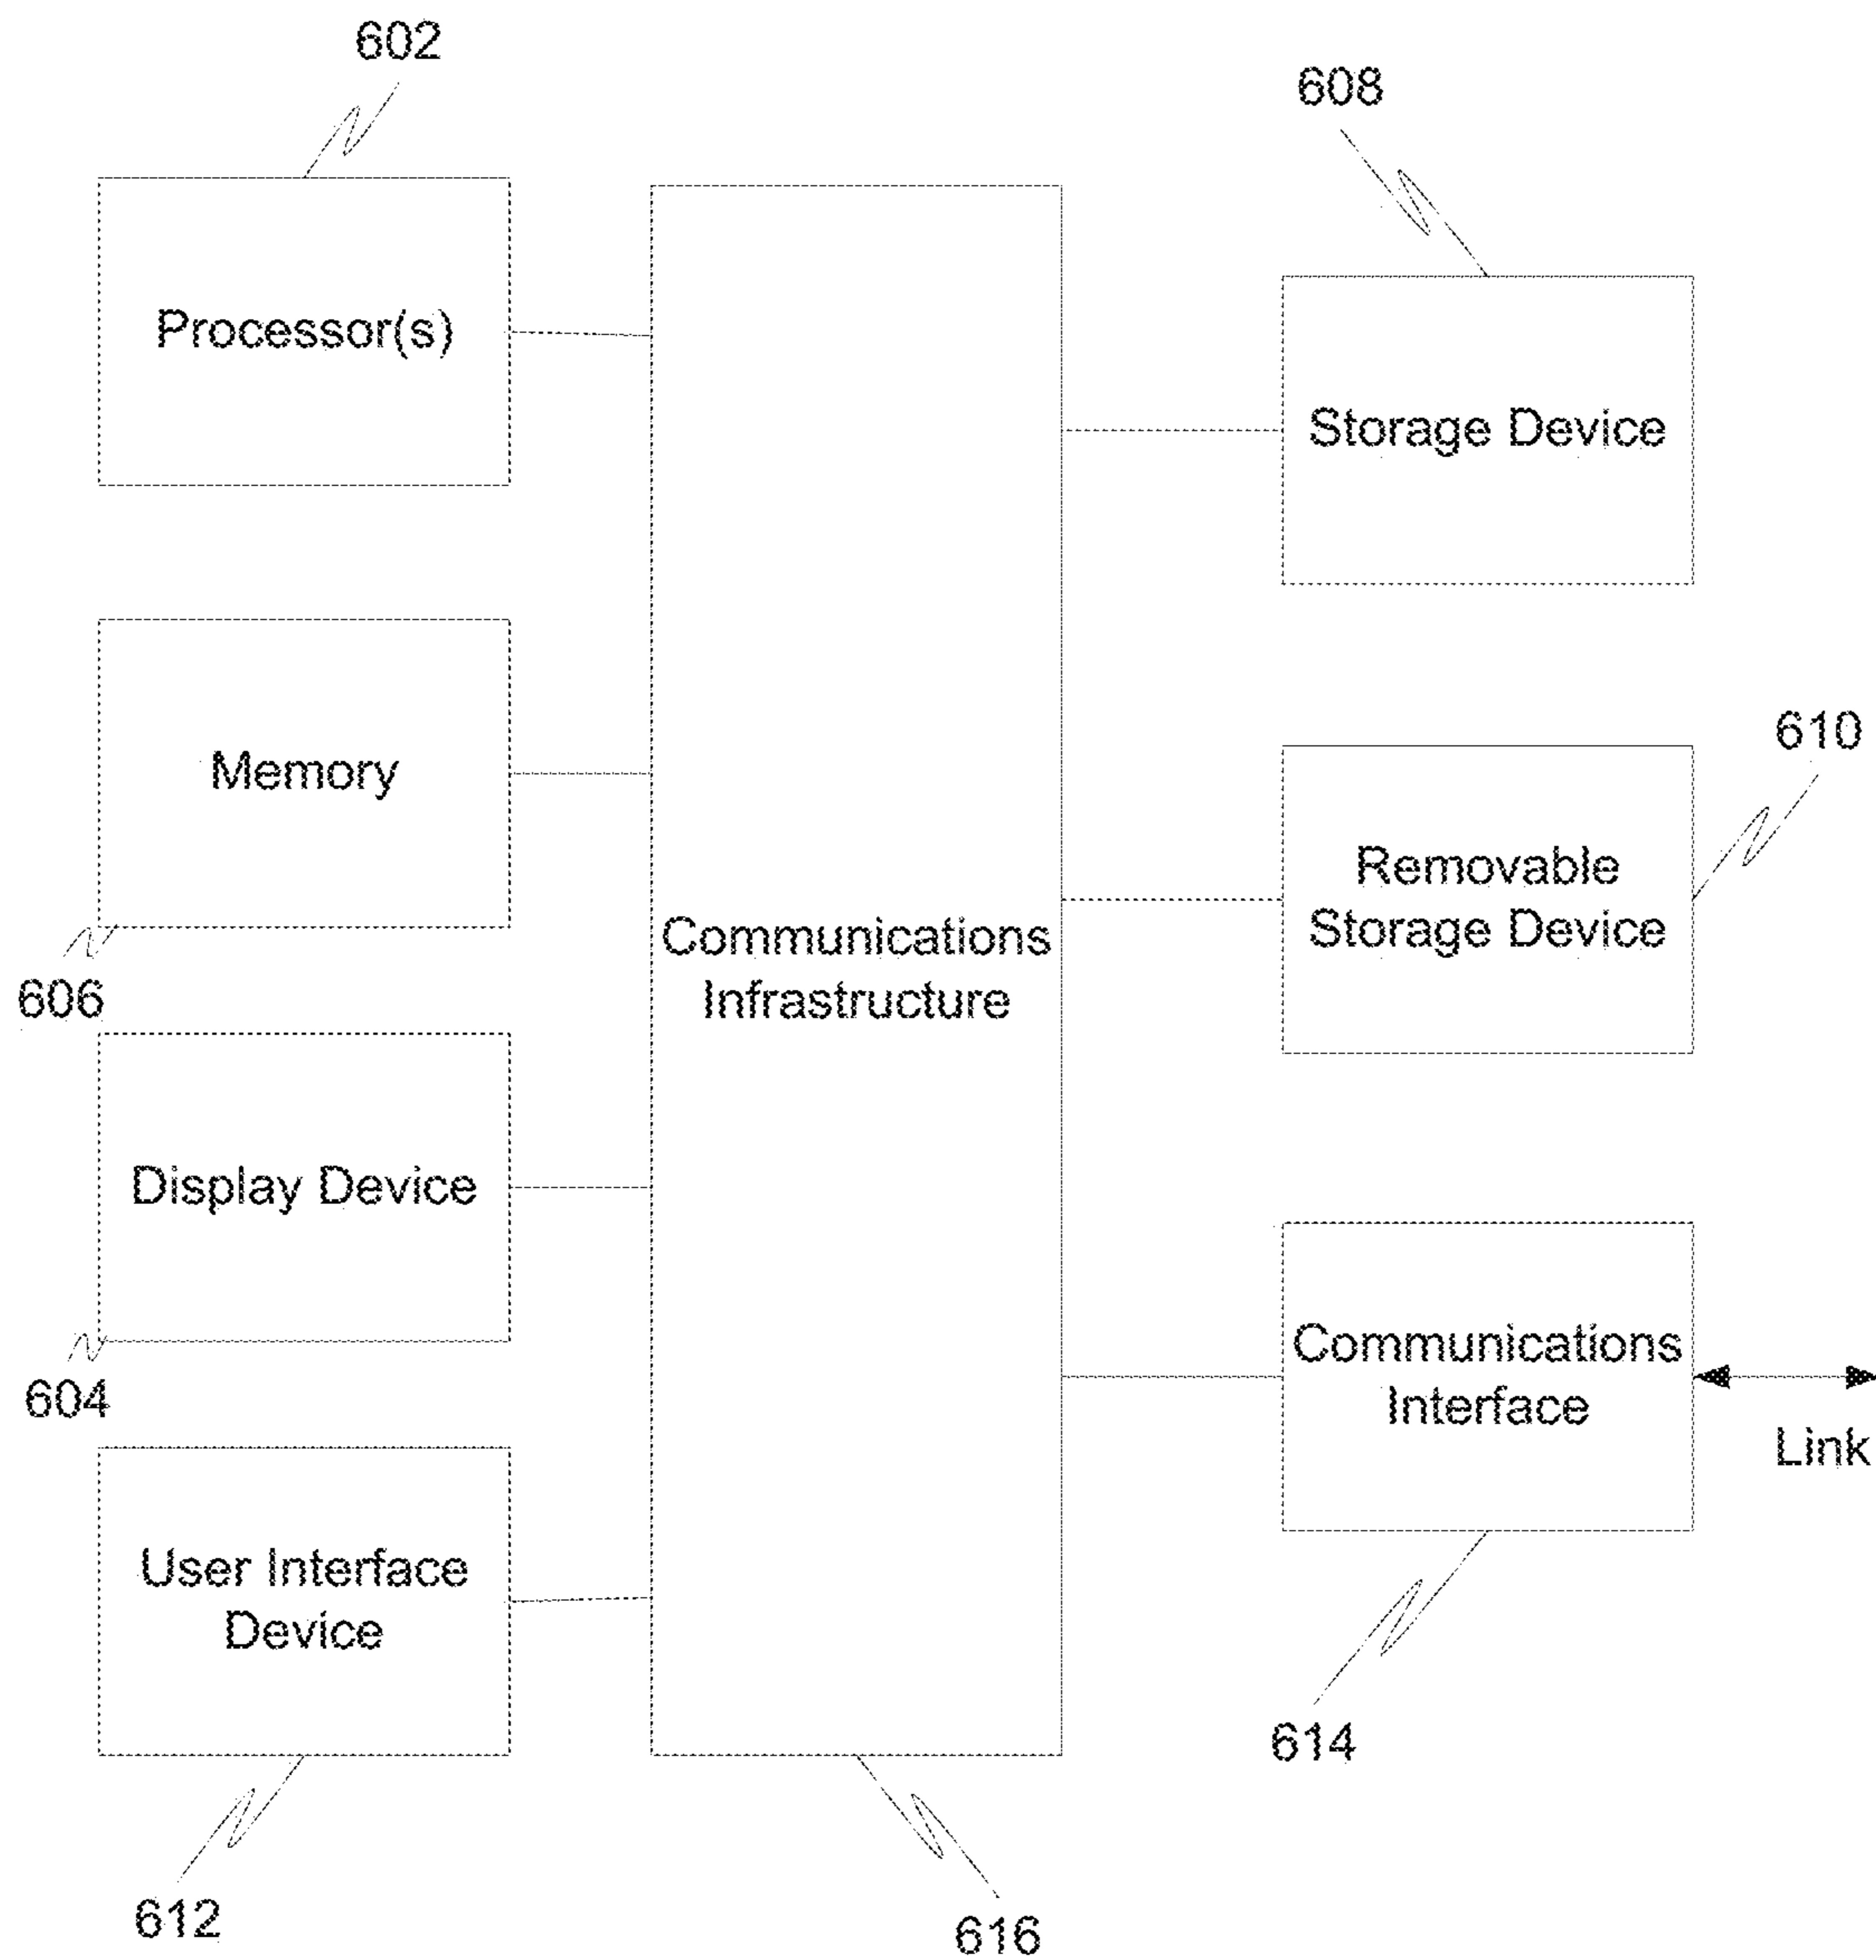 602
608
Processor(s)
Storage Device
Memory
610
Removable
Storage Device
606
Communications
Infrastructure
Display Device
604
Communications
Interface
Link
User Interface
Device
614
612
616